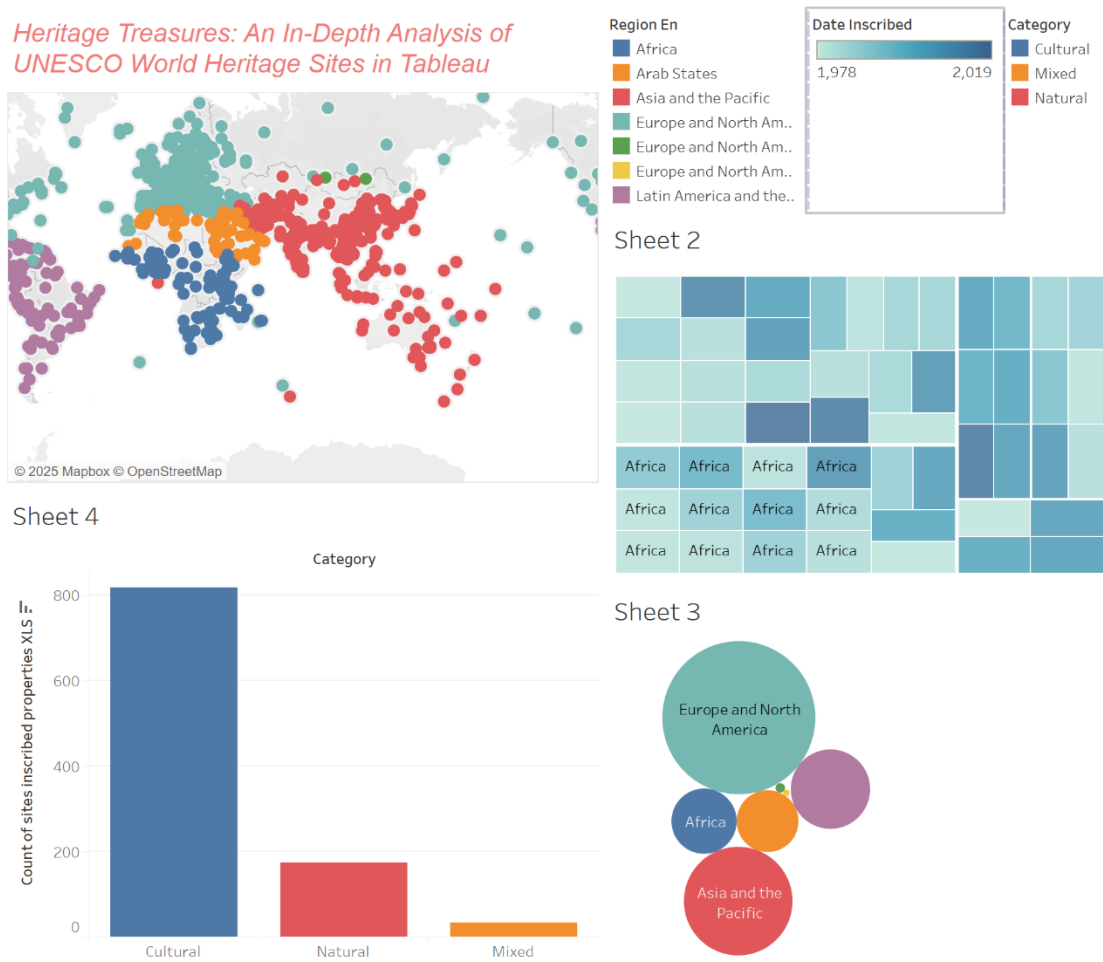 Heritage Treasures: An In-Depth Analysis of
UNESCO World Heritage Sites in Tableau
© 2025 Mapbox © OpenStreetMap
Region En
Africa
Arab States
Asia and the Pacific
Europe and North Am..
Europe and North Am..
Europe and North Am..
Latin America and the..
Date Inscribed
1,978 2,019
Category
Cultural
Mixed
Natural
Sheet 2
Africa Africa Africa Africa
Africa Africa Africa Africa
Africa Africa Africa Africa
Sheet 4
Category
Count of sites inscribed properties XLS
800
600
400
200
0
Cultural Natural Mixed
Sheet 3
Europe and North
America
Africa
Asia and the
Pacific